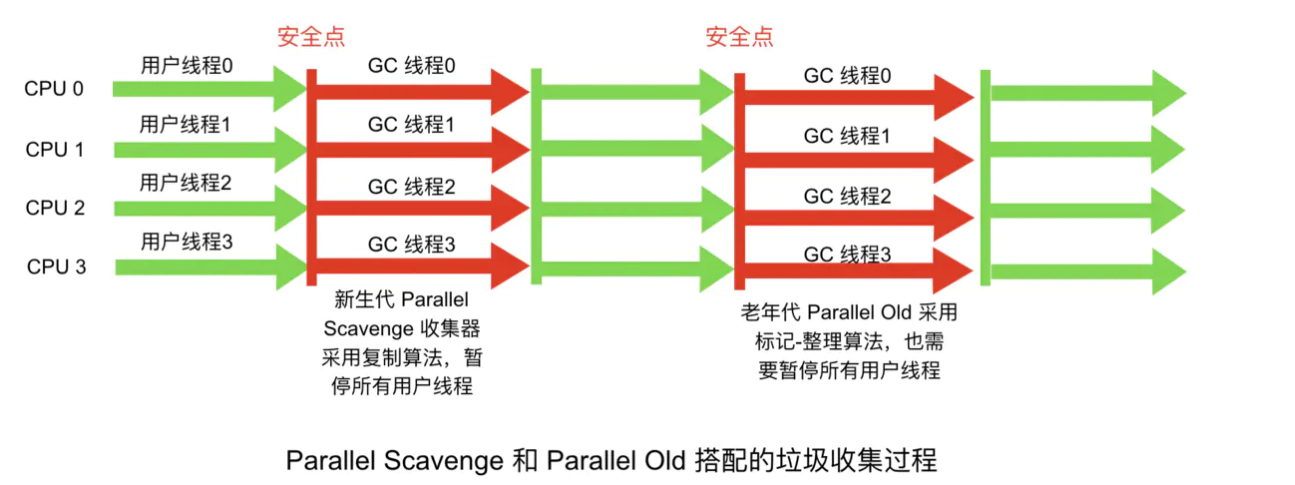 安全点
安全点
用户线程0
GC 线程0
GC 线程0
CPU 0
用户线程1
GC 线程1
GC 线程1
CPU 1
用户线程2
GC 线程2
GC 线程2
CPU 2
用户线程3
GC 线程3
GC 线程3
CPU 3
新生代 Parallel
Scavenge 收集器
采用复制算法，暂
停所有用户线程
老年代 Parallel Old 采用
标记-整理算法，也需
要暂停所有用户线程
Parallel Scavenge 和 Parallel Old 搭配的垃圾收集过程